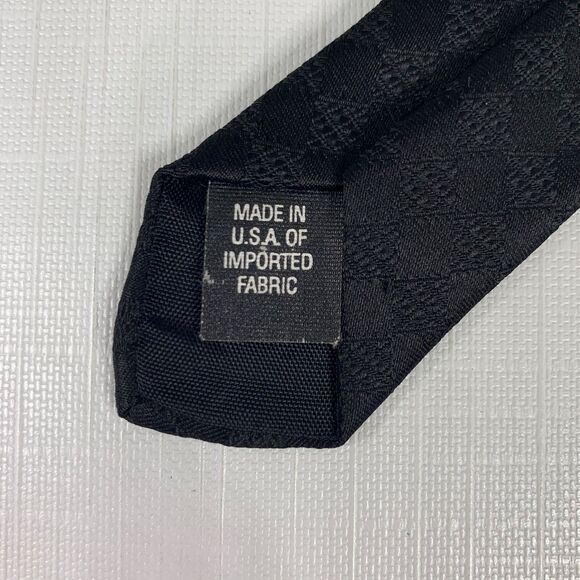 MADE IN
U.S.A. OF
IMPORTED
FABRIC